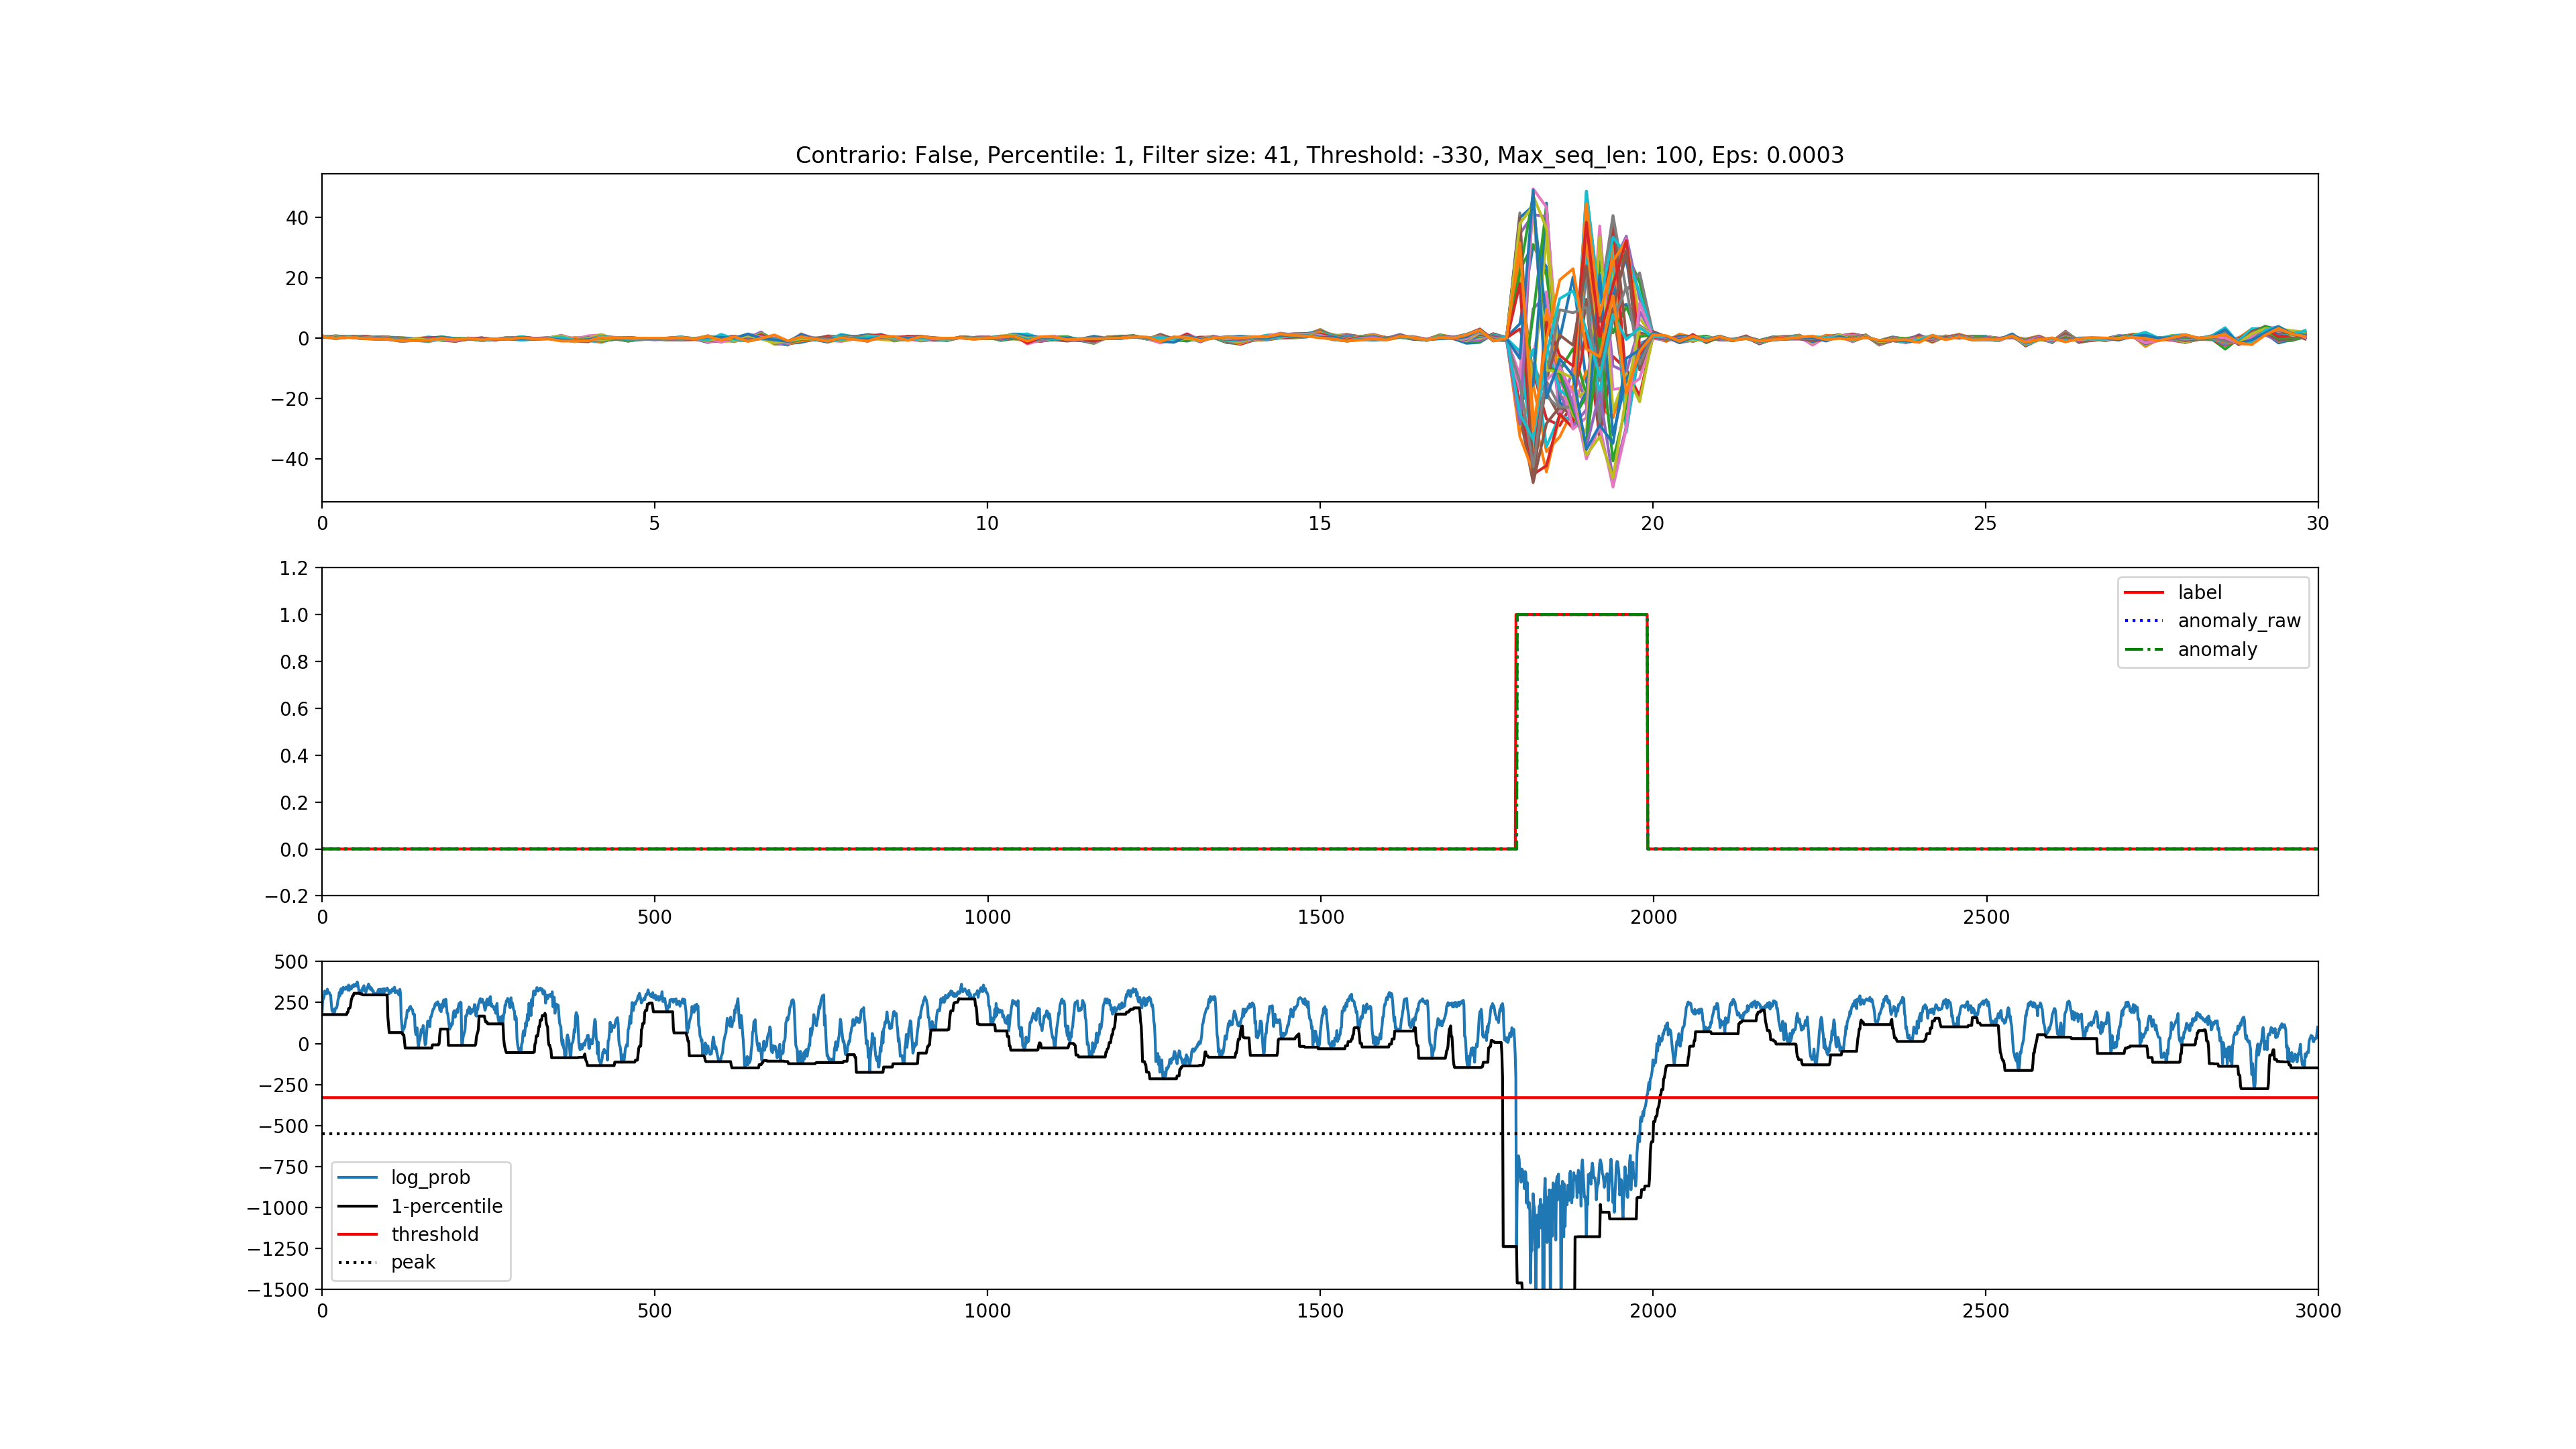 Contrario: False, Percentile: 1, Filter size: 41, Threshold: -330, Max_seq_len: 100, Eps: 0.0003
40
20
0
−20
−40
0 5 10 15 20 25 30
1.2
1.0
0.8
0.6
0.4
0.2
0.0
−0.2
label
anomaly_raw
anomaly
0 500 1000 1500 2000 2500
500
250
0
−250
−500
−750
−1000
−1250
−1500
log_prob
1-percentile
threshold
peak
0 500 1000 1500 2000 2500 3000